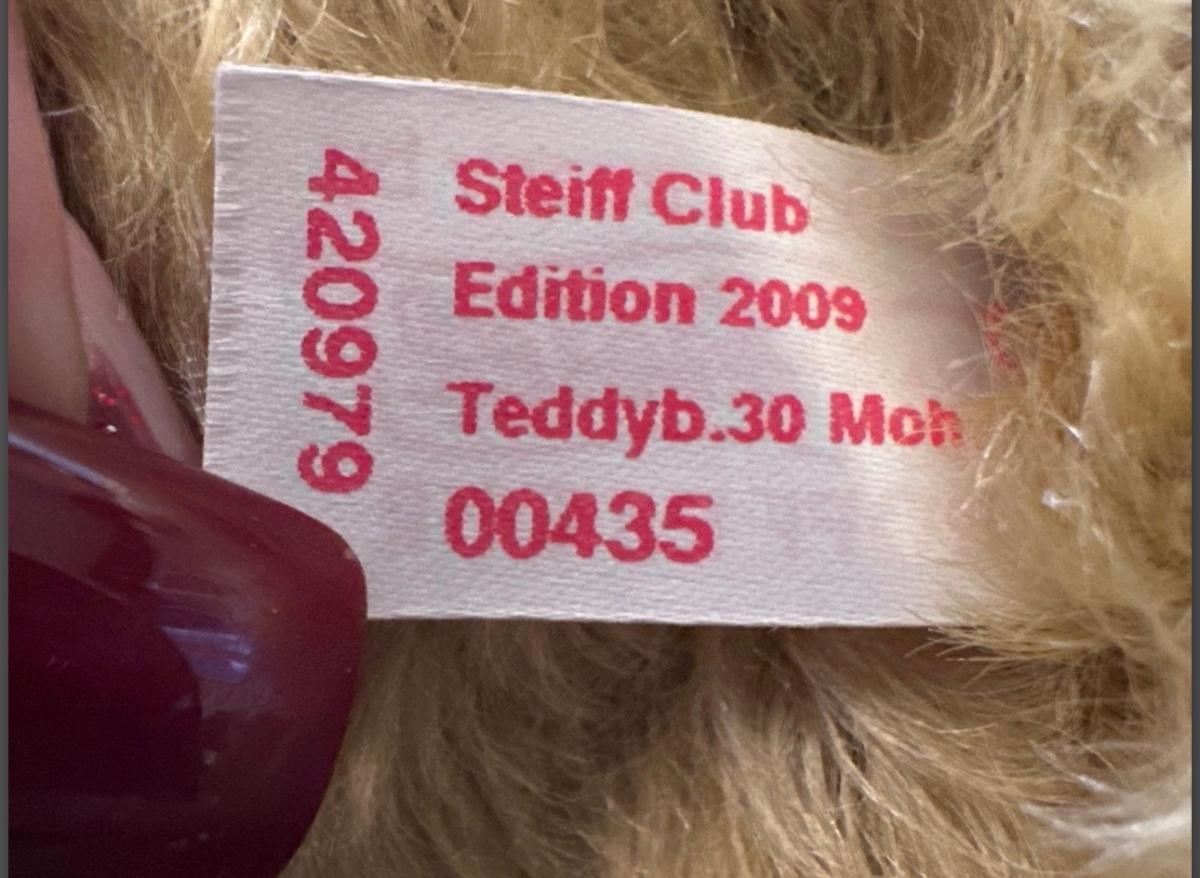 420979
Steiff Club
Edition 2009
Teddyb.30 Moh
00435